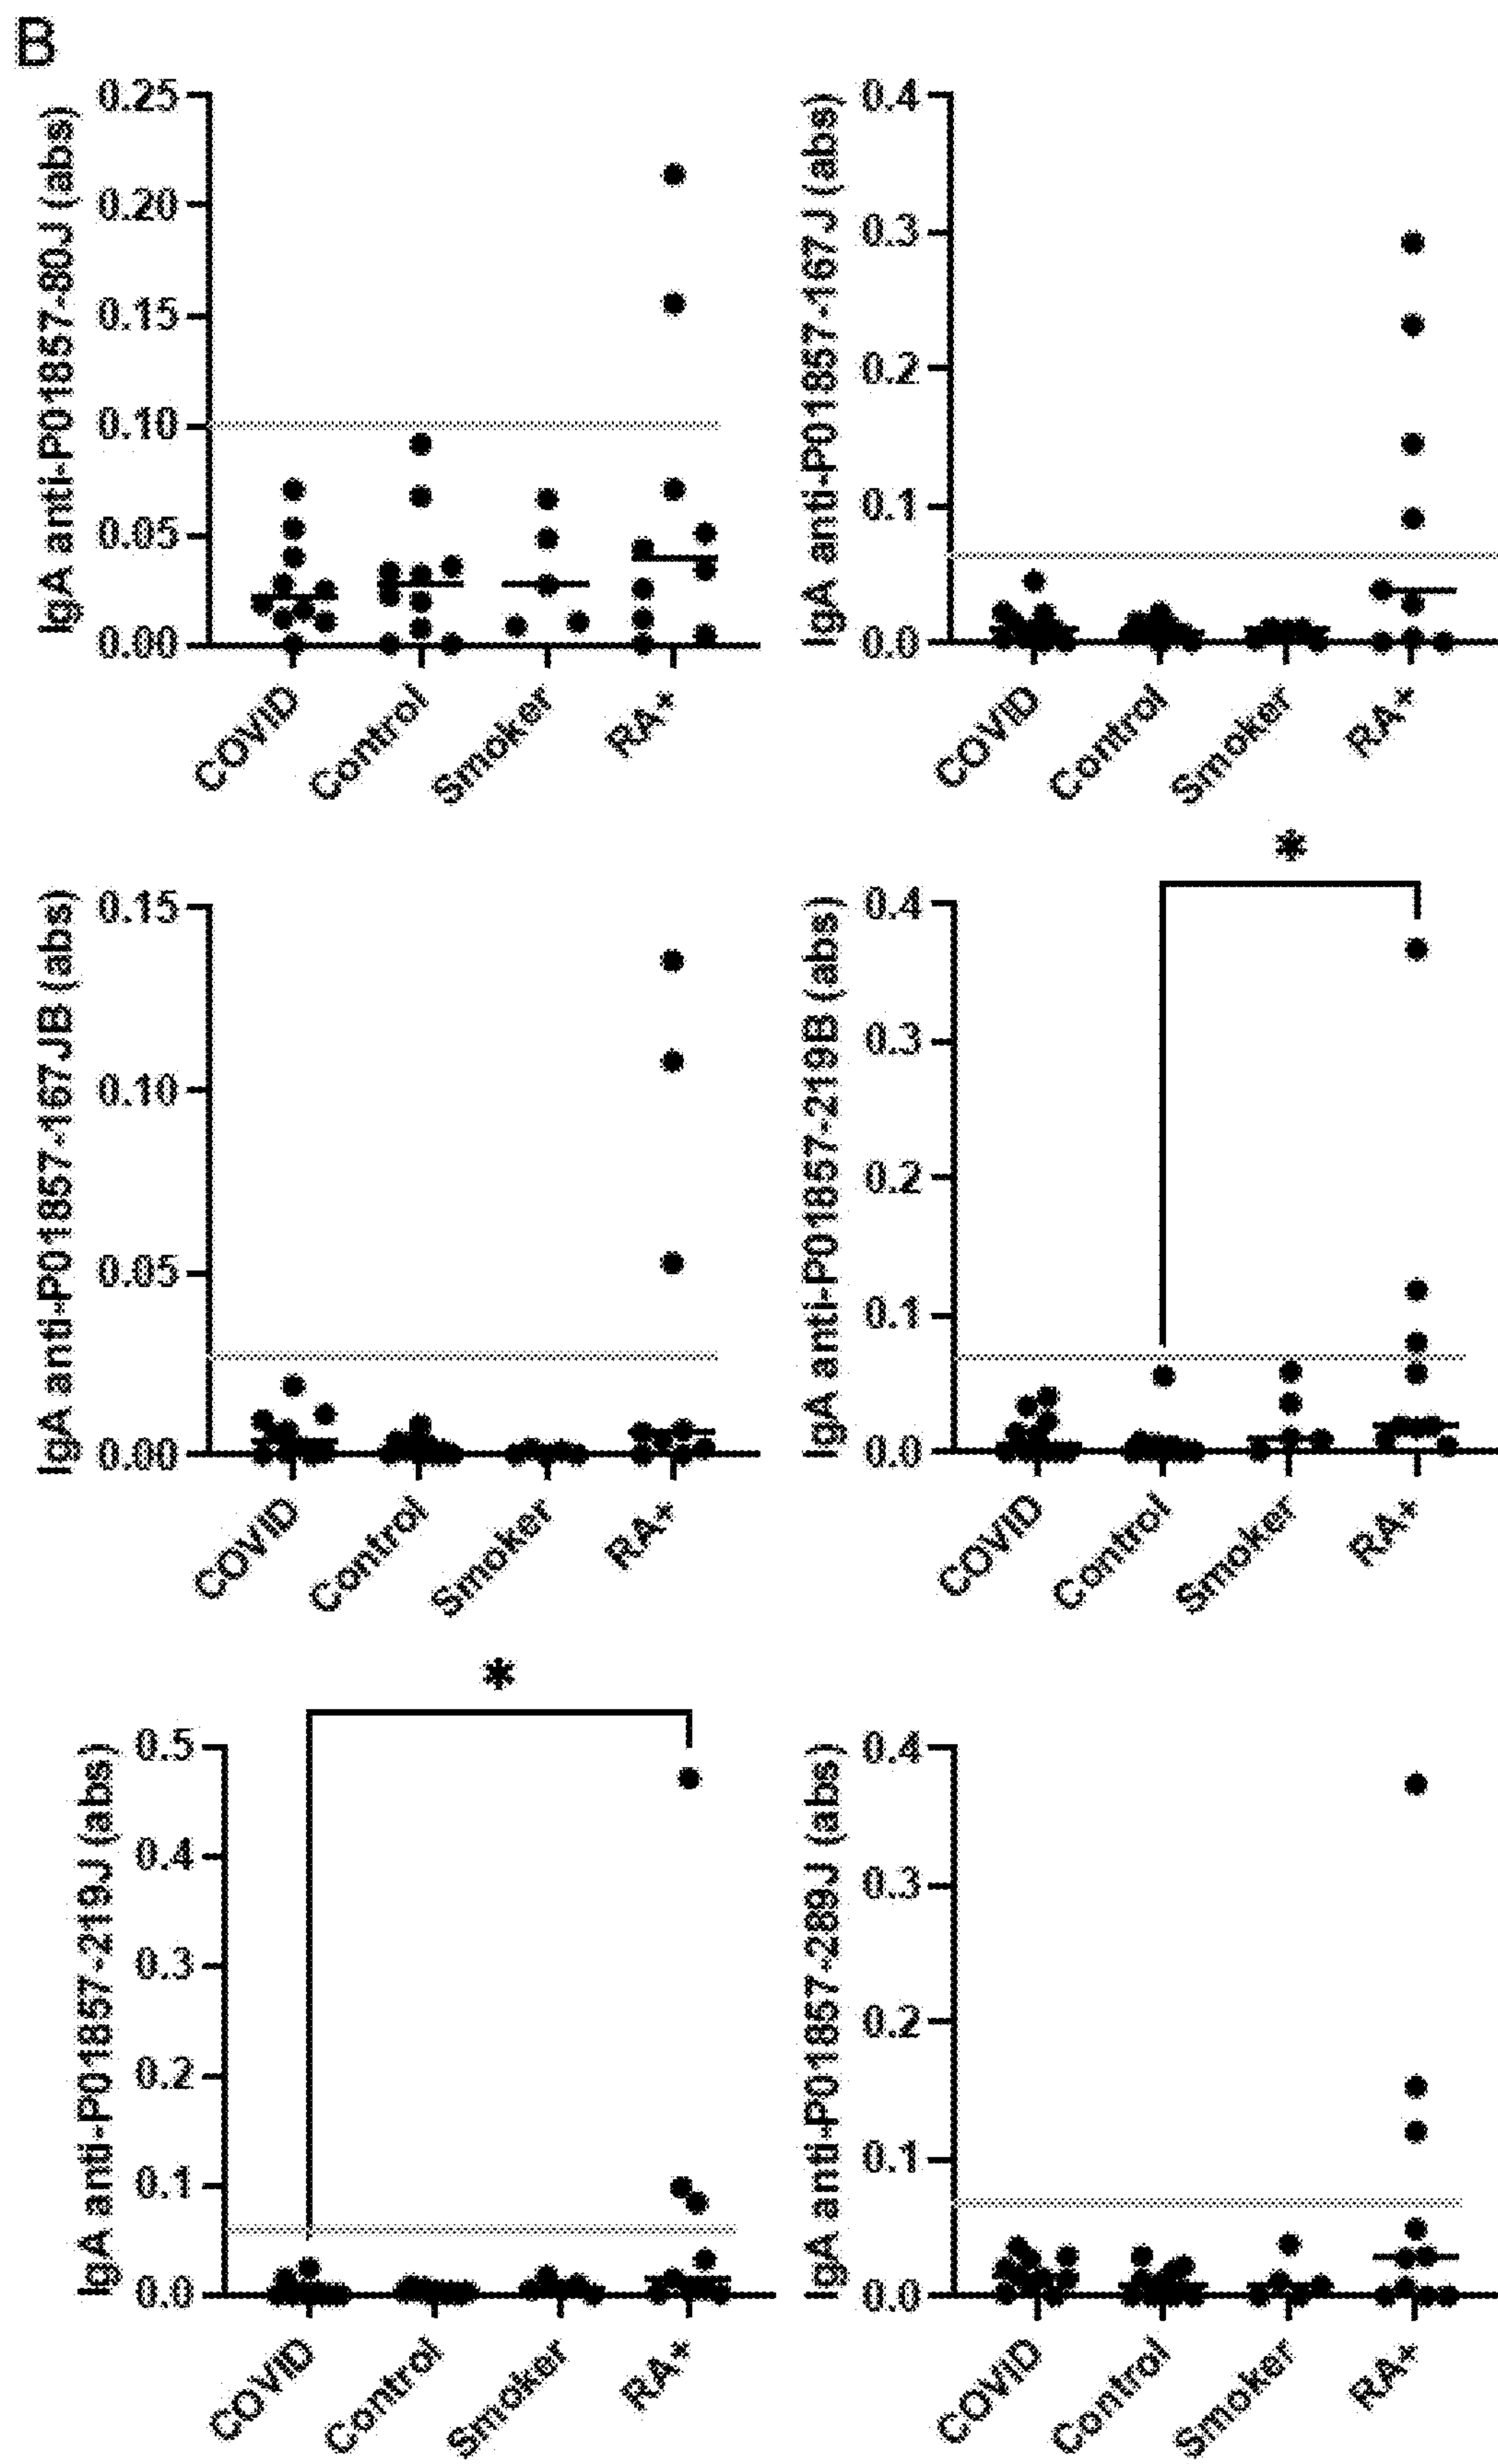 B
IgA anti-P01857-80J (abs)
0.25
0.20
0.15
0.10
0.05
0.00
COVID
Control
Smoker
RA+
IgA anti-P01857-167J (abs)
0.4
0.3
0.2
0.1
0.0
COVID
Control
Smoker
RA+
IgA anti-P01857-167JB (abs)
0.15
0.10
0.05
0.00
COVID
Control
Smoker
RA+
*
IgA anti-P01857-219B (abs)
0.4
0.3
0.2
0.1
0.0
COVID
Control
Smoker
RA+
*
IgA anti-P01857-219J (abs)
0.5
0.4
0.3
0.2
0.1
0.0
COVID
Control
Smoker
RA+
IgA anti-P01857-289J (abs)
0.4
0.3
0.2
0.1
0.0
COVID
Control
Smoker
RA+